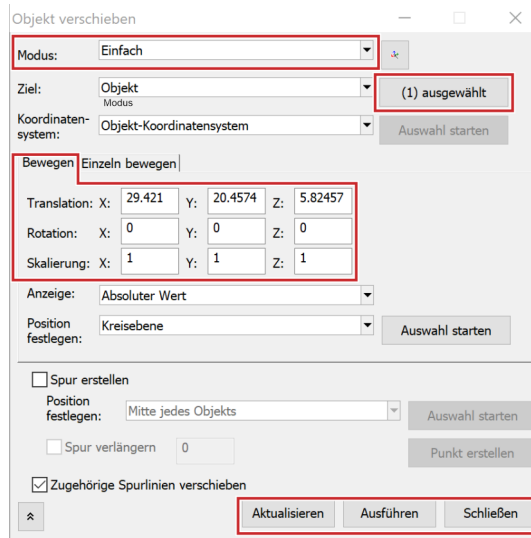 Objekt verschieben
Modus: Einfach
Ziel: Objekt (1) ausgewählt
Modus
Koordinaten-
system: Objekt-Koordinatensystem Auswahl starten
Bewegen Einzeln bewegen
Translation: X: 29.421 Y: 20.4574 Z: 5.82457
Rotation: X: 0 Y: 0 Z: 0
Skalierung: X: 1 Y: 1 Z: 1
Anzeige: Absoluter Wert
Position
festlegen: Kreisebene Auswahl starten
Spur erstellen
Position
festlegen: Mitte jedes Objekts Auswahl starten
Spur verlängern 0 Punkt erstellen
Zugehörige Spurlinien verschieben
Aktualisieren Ausführen Schließen